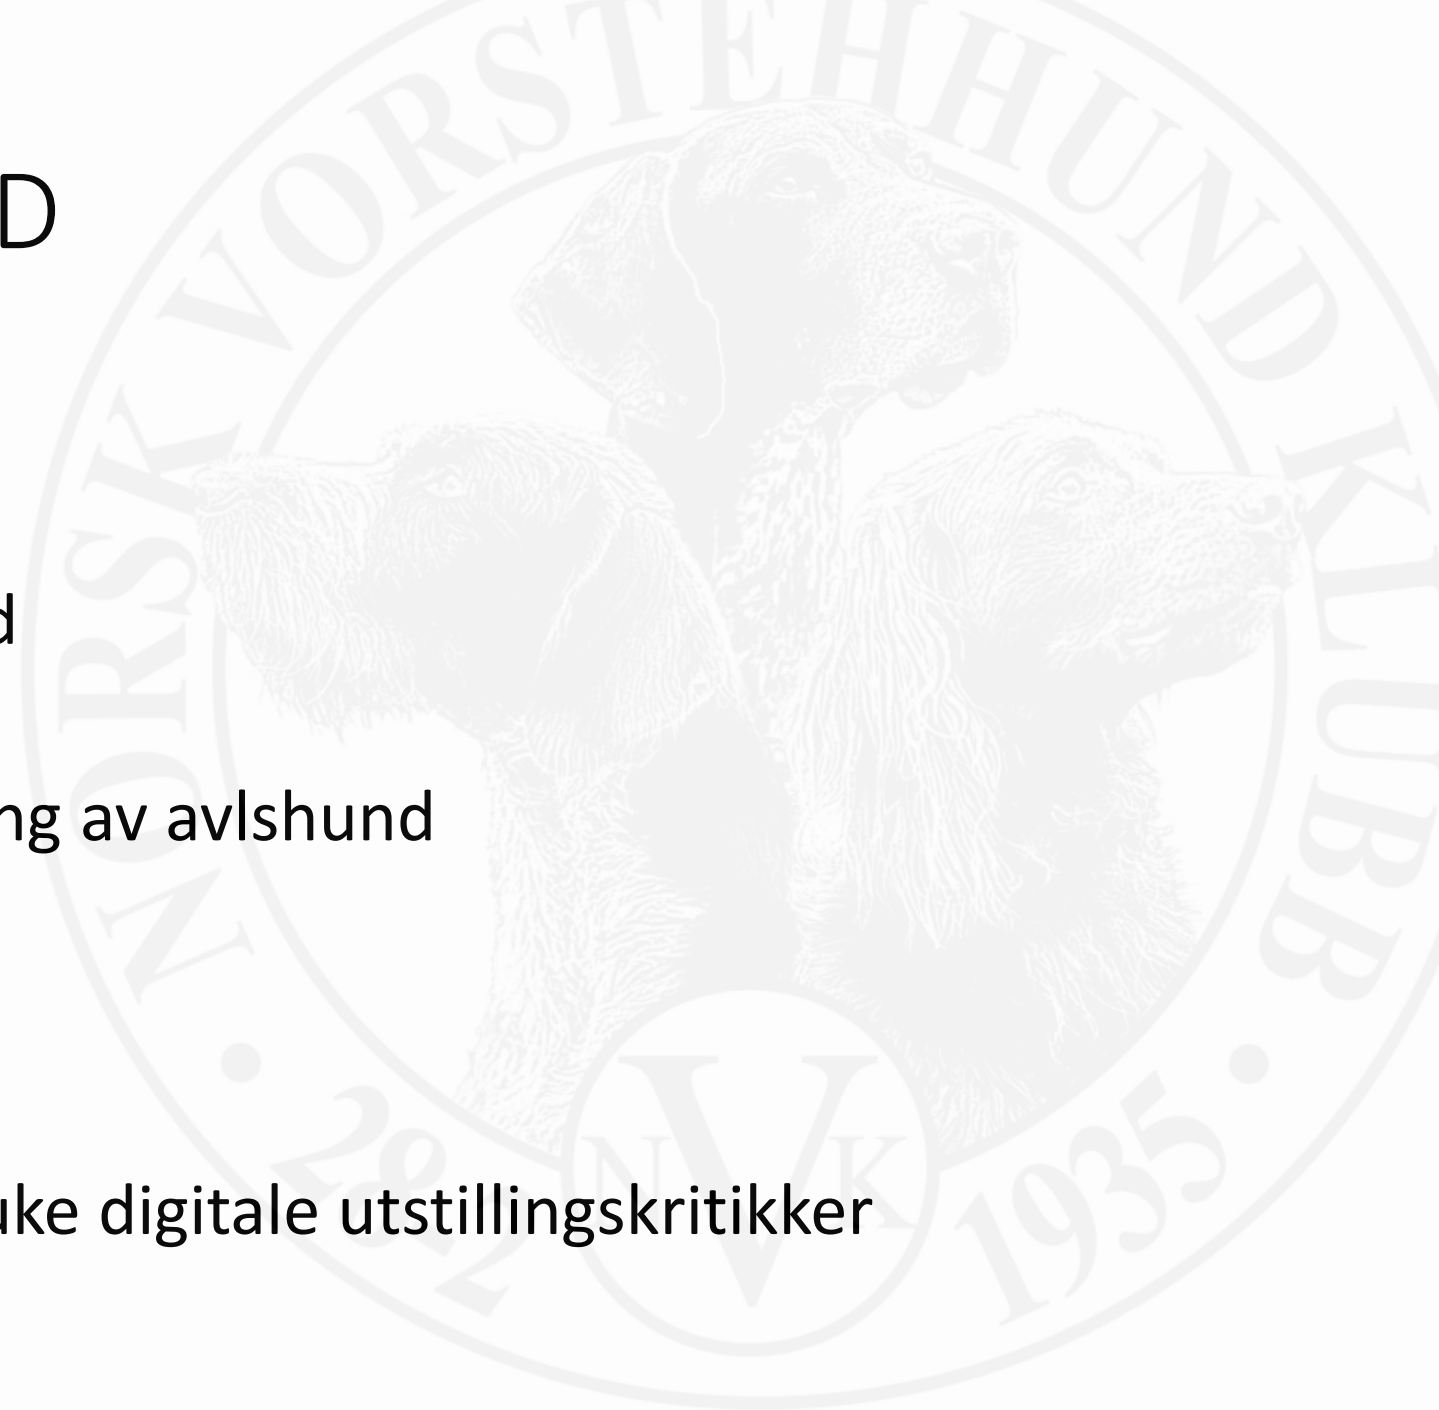 NORSK VORSTEHHUND KLUBB
D
d
ng av avlshund
uke digitale utstillingskritikker
N V K
28/2 1935